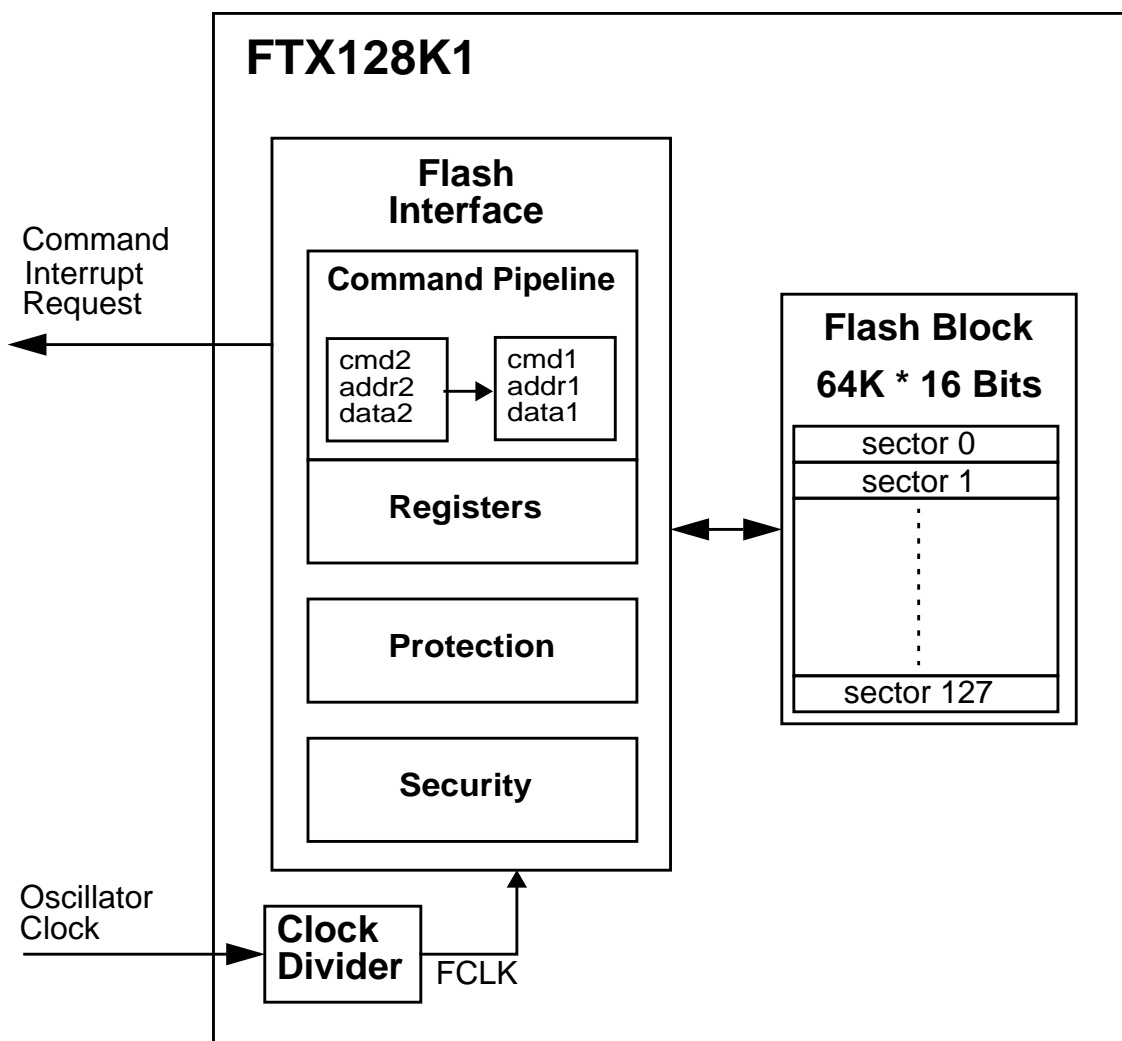 FTX128K1
Flash
Interface
Command
Interrupt
Request
Command Pipeline
cmd2
addr2
data2
cmd1
addr1
data1
Registers
Protection
Security
Flash Block
64K * 16 Bits
sector 0
sector 1
sector 127
Oscillator
Clock
Clock
Divider
FCLK